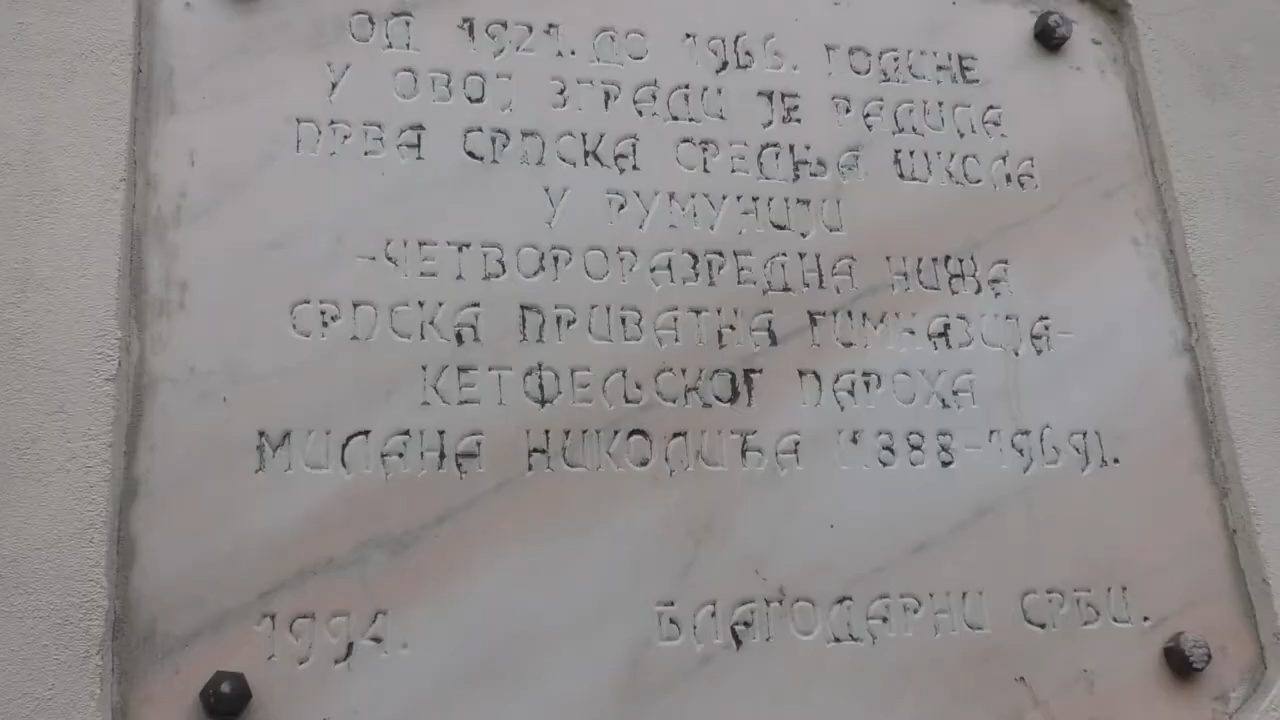 ОД 1921. ДО 1966. ГОДИНЕ
У ОВОЈ ЗГРАДИ ЈЕ РАДИЛА
ПРВА СРПСКА СРЕДЊА ШКОЛА
У РУМУНИЈИ
-ЧЕТВОРОРАЗРЕДНА НИЖА
СРПСКА ПРИВАТНА ГИМНАЗИЈА-
КЕТФЕЉСКОГ ПАРОХА
МИЛАНА НИКОЛИЋА (1888-1969).
1994. БЛАГОДАРНИ СРБИ.